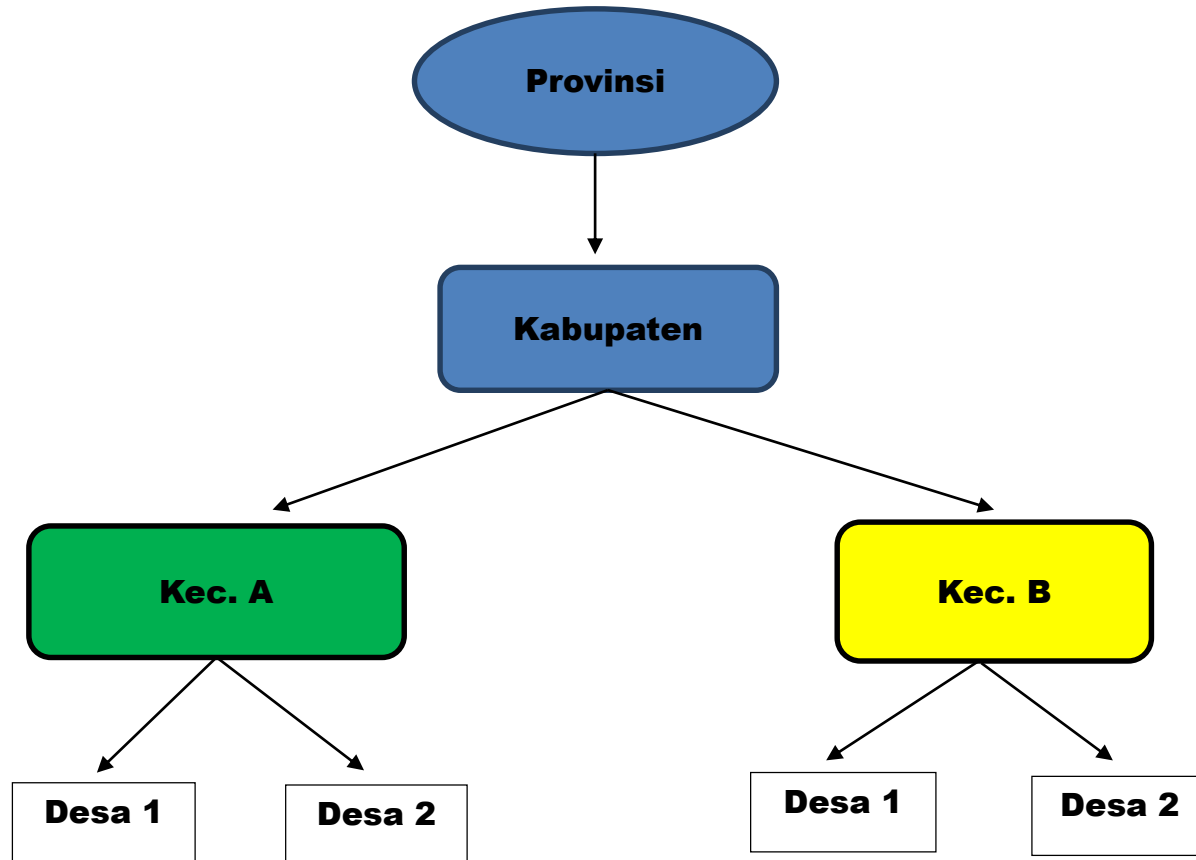 Provinsi
Kabupaten
Kec. A
Kec. B
Desa 1
Desa 2
Desa 1
Desa 2